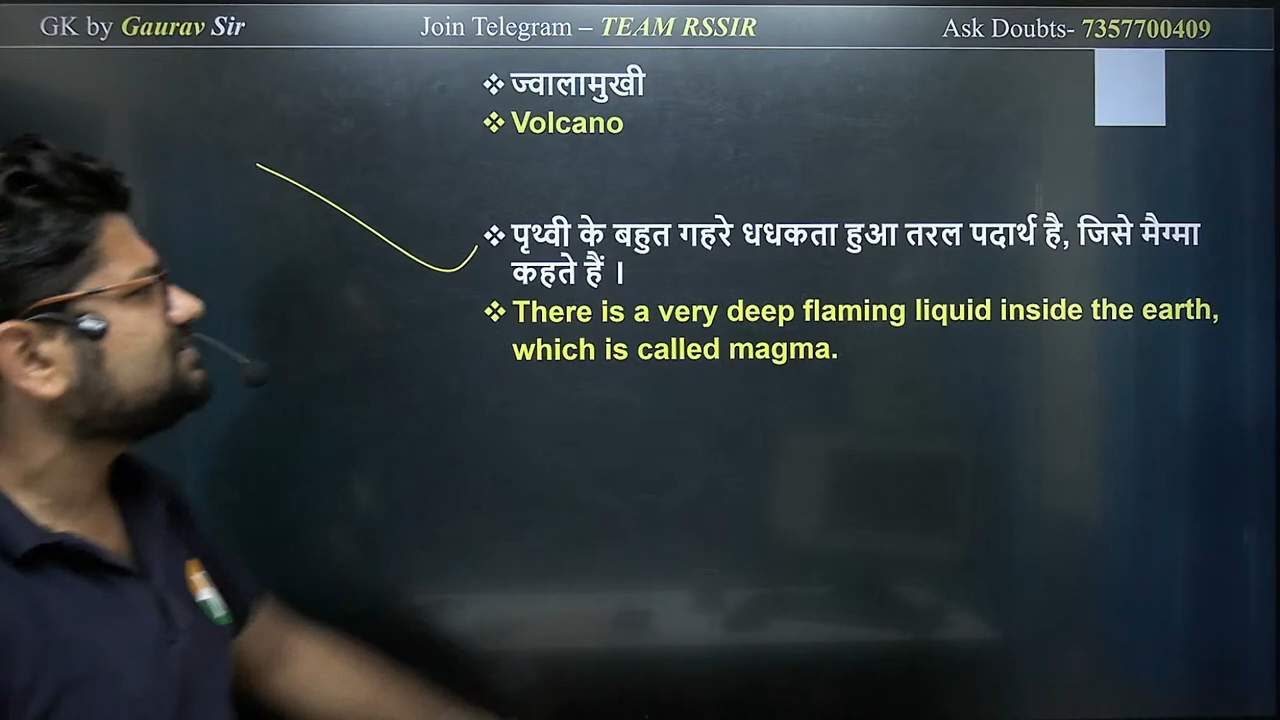 GK by Gaurav Sir
Join Telegram – TEAM RSSIR
Ask Doubts- 7357700409
❖ ज्वालामुखी
❖ Volcano
❖ पृथ्वी के बहुत गहरे धधकता हुआ तरल पदार्थ है, जिसे मैग्मा
कहते हैं ।
❖ There is a very deep flaming liquid inside the earth,
which is called magma.